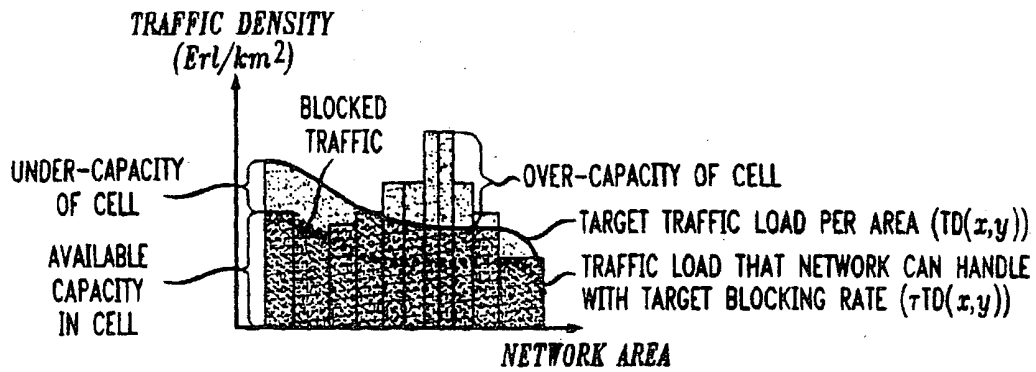 TRAFFIC DENSITY
(Erl/km2)
BLOCKED
TRAFFIC
UNDER-CAPACITY
OF CELL
OVER-CAPACITY OF CELL
TARGET TRAFFIC LOAD PER AREA (TD(x,y))
AVAILABLE
CAPACITY
IN CELL
TRAFFIC LOAD THAT NETWORK CAN HANDLE
WITH TARGET BLOCKING RATE (τTD(x,y))
NETWORK AREA